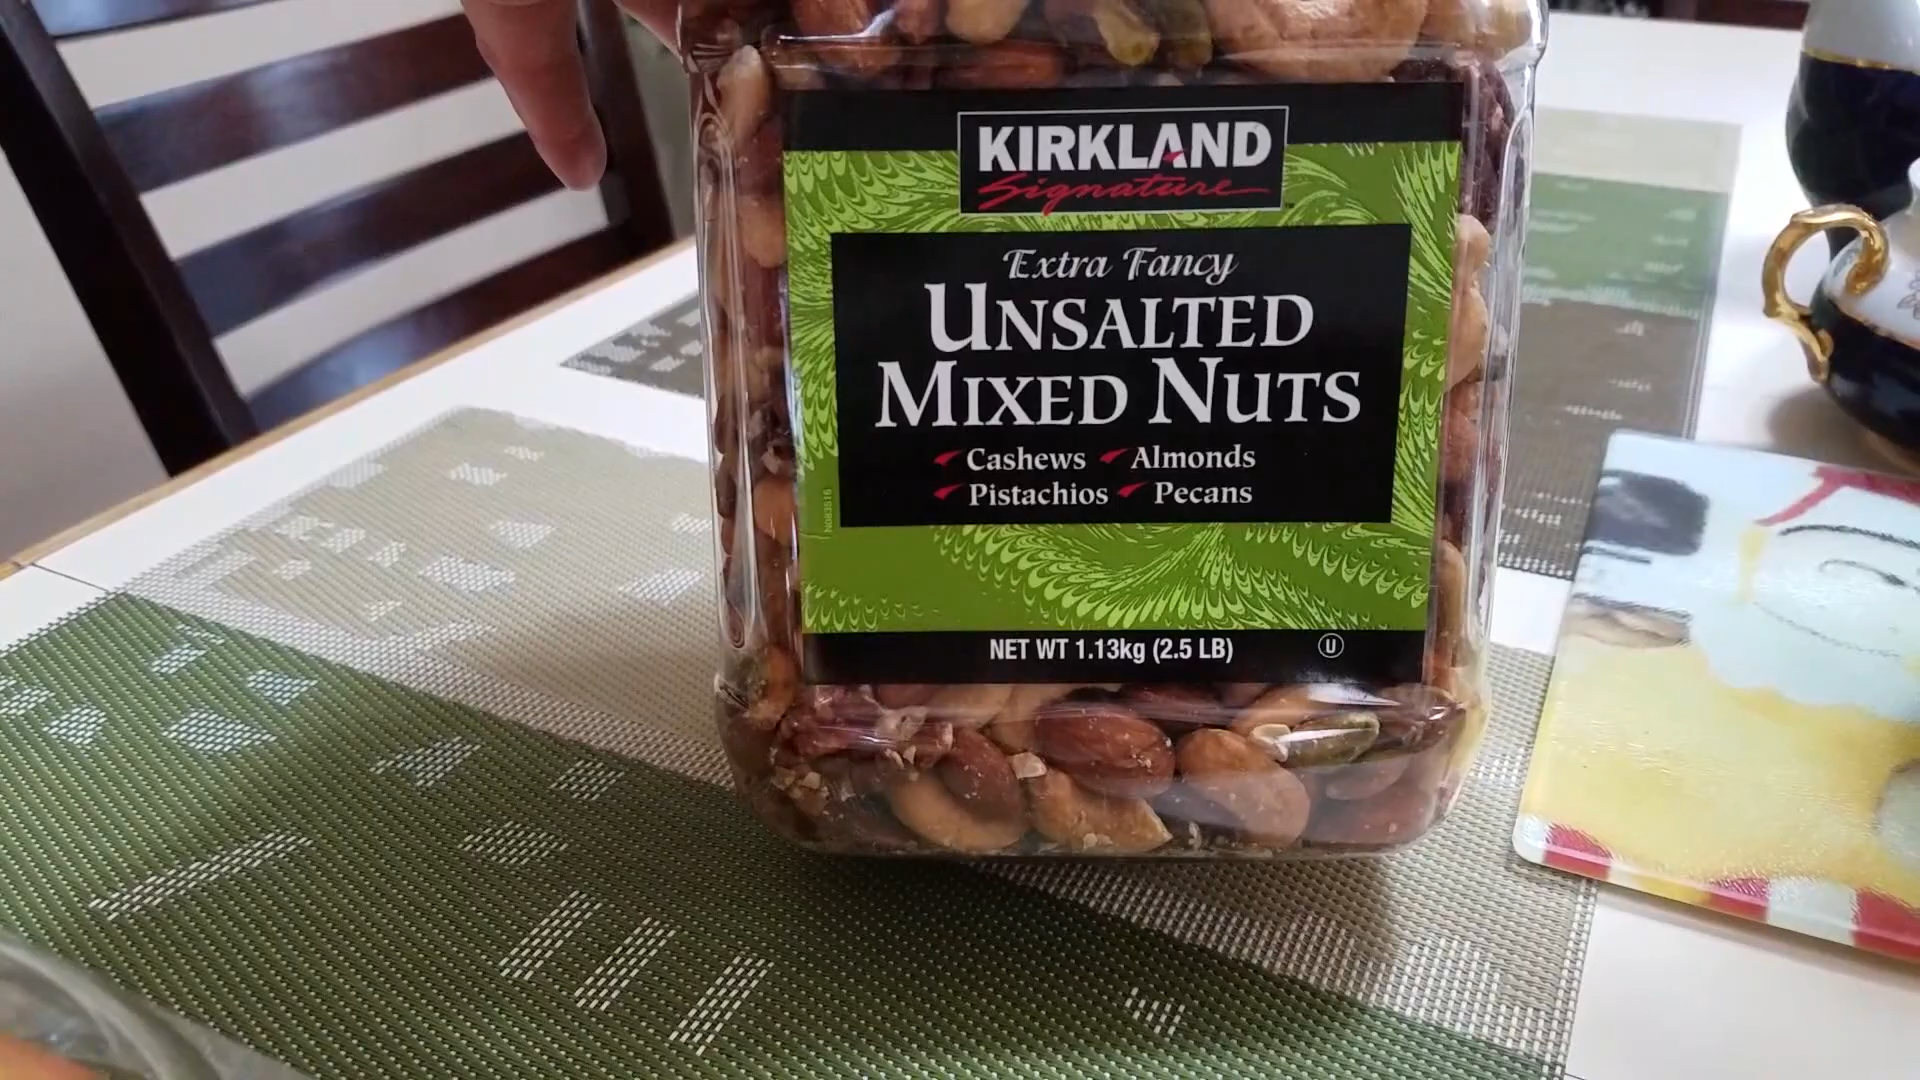 KIRKLAND
Signature
Extra Fancy
UNSALTED
MIXED NUTS
Cashews Almonds
Pistachios Pecans
NET WT 1.13kg (2.5 LB)
U